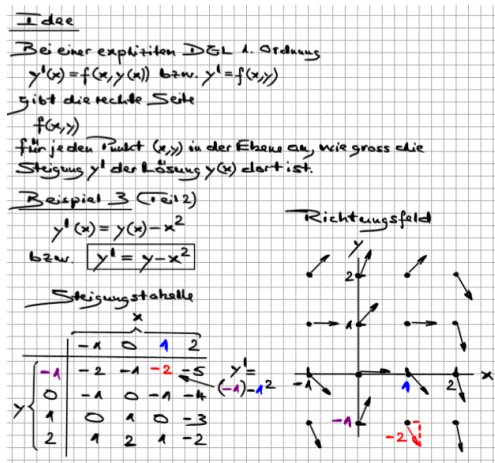 Idee
Bei einer expliziten DGL 1. Ordnung
y'(x) = f(x, y(x)) bzw. y' = f(x,y)
gibt die rechte Seite
f(x,y)
für jeden Punkt (x,y) in der Ebene an, wie gross die
Steigung y' der Lösung y(x) dort ist.
Beispiel 3 (Teil 2)
y'(x) = y(x) - x²
bzw. y' = y - x²
Steigungstabelle
x
-1 0 1 2
-1 -2 -1 -2 -5
0 -1 0 -1 -4
y 1 0 1 0 -3
2 1 2 1 -2
y' =
(-1) - 1²
Richtungsfeld
y
2
1
-1 1 2 x
-1
-2